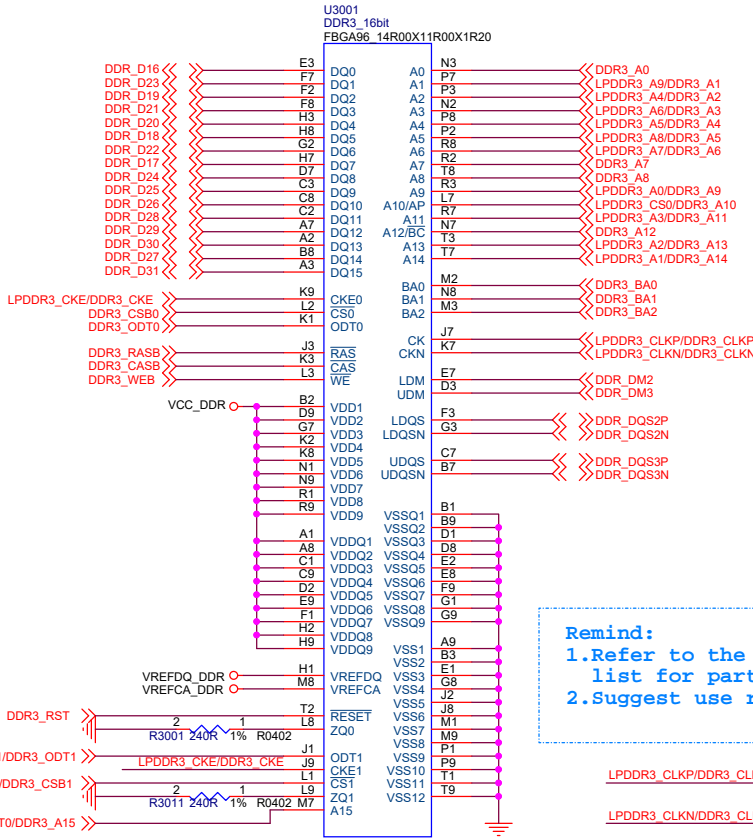 U3001
DDR3_16bit
FBGA96_14R00X11R00X1R20
DDR_D16 E3 DQ0 A0 N3 DDR3_A0
DDR_D23 F7 DQ1 A1 P7 LPDDR3_A9/DDR3_A1
DDR_D19 F2 DQ2 A2 P3 LPDDR3_A4/DDR3_A2
DDR_D21 F8 DQ3 A3 N2 LPDDR3_A6/DDR3_A3
DDR_D20 H3 DQ4 A4 P8 LPDDR3_A5/DDR3_A4
DDR_D18 H8 DQ5 A5 P2 LPDDR3_A8/DDR3_A5
DDR_D22 G2 DQ6 A6 R8 LPDDR3_A7/DDR3_A6
DDR_D17 H7 DQ7 A7 R2 DDR3_A7
DDR_D24 D7 DQ8 A8 T8 DDR3_A8
DDR_D25 C3 DQ9 A9 R3 LPDDR3_A0/DDR3_A9
DDR_D26 C8 DQ10 A10/AP L7 LPDDR3_CS0/DDR3_A10
DDR_D28 C2 DQ11 A11 R7 LPDDR3_A3/DDR3_A11
DDR_D29 A7 DQ12 A12/BC N7 DDR3_A12
DDR_D30 A2 DQ13 A13 T3 LPDDR3_A2/DDR3_A13
DDR_D27 B8 DQ14 A14 T7 LPDDR3_A1/DDR3_A14
DDR_D31 A3 DQ15
BA0 M2 DDR3_BA0
LPDDR3_CKE/DDR3_CKE K9 CKE0 BA1 N8 DDR3_BA1
DDR3_CSB0 L2 CS0 BA2 M3 DDR3_BA2
DDR3_ODT0 K1 ODT0
CK J7 LPDDR3_CLKP/DDR3_CLKP
DDR3_RASB J3 RAS CKN K7 LPDDR3_CLKN/DDR3_CLKN
DDR3_CASB K3 CAS
DDR3_WEB L3 WE LDM E7 DDR_DM2
UDM D3 DDR_DM3
VCC_DDR B2 VDD1
D9 VDD2 LDQS F3 DDR_DQS2P
G7 VDD3 LDQSN G3 DDR_DQS2N
K2 VDD4
K8 VDD5 UDQS C7 DDR_DQS3P
N1 VDD6 UDQSN B7 DDR_DQS3N
N9 VDD7
R1 VDD8
R9 VDD9 VSSQ1 B1
VSSQ2 B9
A1 VDDQ1 VSSQ3 D1
A8 VDDQ2 VSSQ4 D8
C1 VDDQ3 VSSQ5 E2
C9 VDDQ4 VSSQ6 E8
D2 VDDQ5 VSSQ7 F9
E9 VDDQ6 VSSQ8 G1
F1 VDDQ7 VSSQ9 G9
H2 VDDQ8
H9 VDDQ9 VSS1 A9
VSS2 B3
VREFDQ_DDR H1 VREFDQ VSS3 E1
VREFCA_DDR M8 VREFCA VSS4 G8
VSS5 J2
DDR3_RST T2 RESET VSS6 J8
R3001 2 240R 1 1% R0402 L8 ZQ0 VSS7 M1
VSS8 M9
1/DDR3_ODT1 J1 ODT1 VSS9 P1
LPDDR3_CKE/DDR3_CKE J9 CKE1 VSS10 P9
/DDR3_CSB1 L1 CS1 VSS11 T1
R3011 2 240R 1 1% R0402 L9 ZQ1 VSS12 T9
T0/DDR3_A15 M7 A15
Remind:
1.Refer to the
list for part
2.Suggest use r
LPDDR3_CLKP/DDR3_CL
LPDDR3_CLKN/DDR3_CL